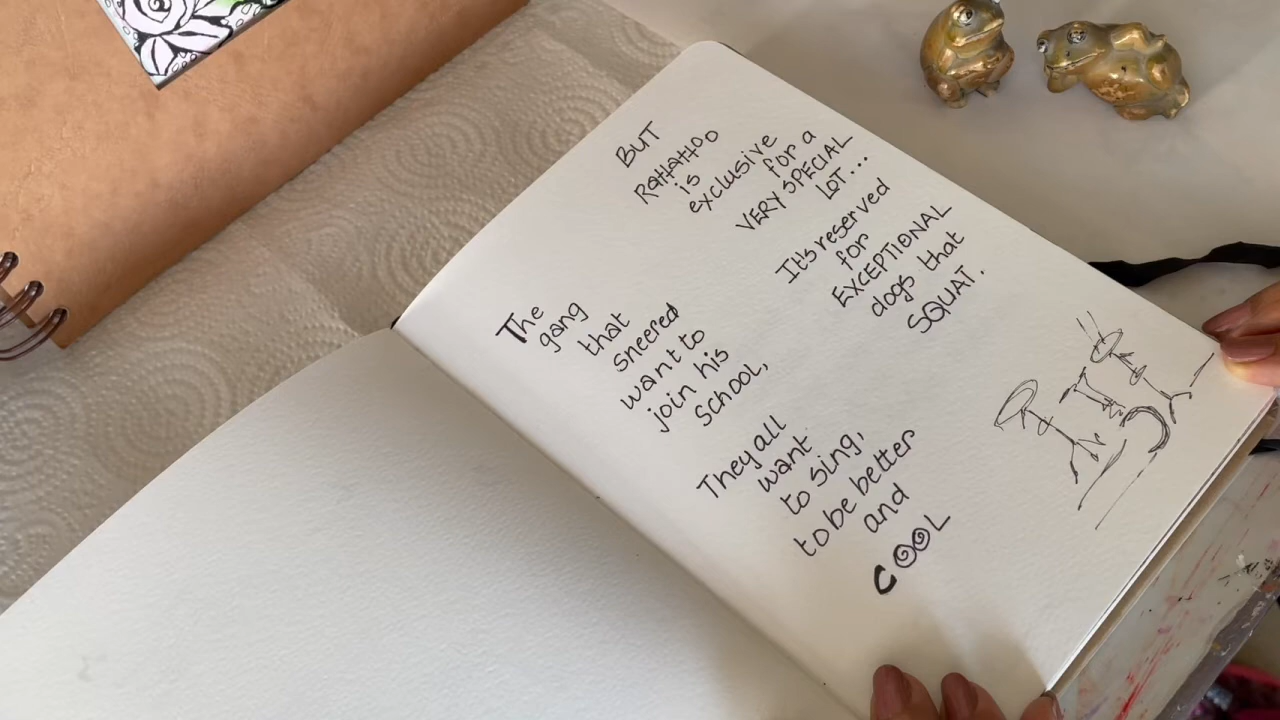 The
gang
that
sneered
want to
join his
School,
They all
want
to sing,
to be better
and
COOL
BUT
is
exclusive
for a
VERY SPECIAL
LOT...
It's reserved
for
EXCEPTIONAL
dogs that
SQUAT.